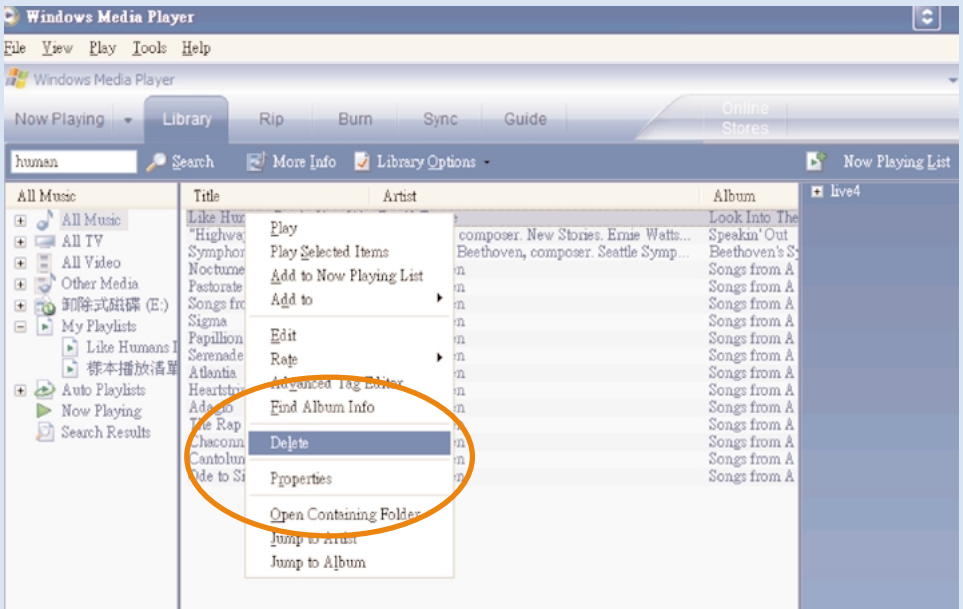 Windows Media Player
File View Play Tools Help
Windows Media Player
Now Playing Library Rip Burn Sync Guide Online Stores
human Search More Info Library Options Now Playing List
All Music Title Artist Album live4
All Music
All TV
All Video
Other Media
卸除式磁碟 (E:)
My Playlists
Like Humans
樣本播放清單
Auto Playlists
Now Playing
Search Results
Like Hum Look Into The
"Highwa composer. New Stories. Ernie Watts... Speakin' Out
Symphon Beethoven, composer. Seattle Symp... Beethoven's Sy
Nocturne n Songs from A
Pastorale n Songs from A
Songs fro n Songs from A
Sigma n Songs from A
Papillion n Songs from A
Serenade n Songs from A
Atlantia n Songs from A
Heartstri n Songs from A
Adagio n Songs from A
The Rap n Songs from A
Chaconn n Songs from A
Cantolun n Songs from A
Ode to Si n Songs from A
Play
Play Selected Items
Add to Now Playing List
Add to
Edit
Rate
Advanced Tag Editor
Find Album Info
Delete
Properties
Open Containing Folder
Jump to Artist
Jump to Album